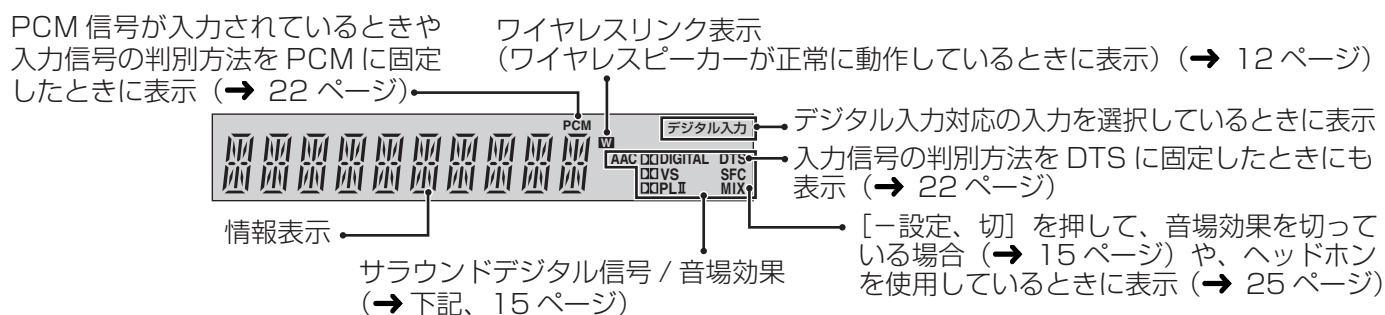 PCM 信号が入力されているときや
入力信号の判別方法を PCM に固定
したときに表示（➔ 22 ページ）
ワイヤレスリンク表示
（ワイヤレスピーカーが正常に動作しているときに表示）（➔ 12 ページ）
PCM
W
デジタル入力
AAC DIGITAL DTS
VS SFC
PLⅡ MIX
デジタル入力対応の入力を選択しているときに表示
入力信号の判別方法を DTS に固定したときにも
表示（➔ 22 ページ）
［－設定、切］を押して、音場効果を切って
いる場合（➔ 15 ページ）や、ヘッドホン
を使用しているときに表示（➔ 25 ページ）
情報表示
サラウンドデジタル信号 / 音場効果
（➔下記、15 ページ）